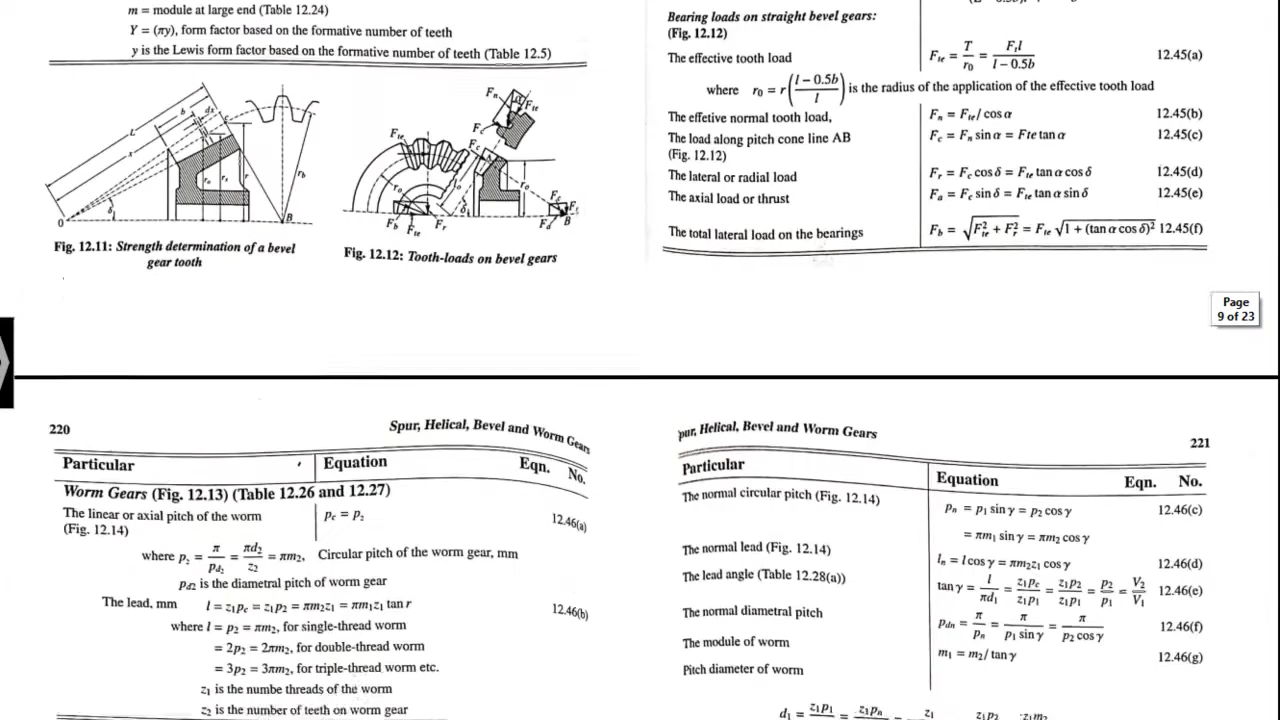 m = module at large end (Table 12.24)
Y = (πy), form factor based on the formative number of teeth
y is the Lewis form factor based on the formative number of teeth (Table 12.5)
Fig. 12.11: Strength determination of a bevel
gear tooth
Fig. 12.12: Tooth-loads on bevel gears
Bearing loads on straight bevel gears:
(Fig. 12.12)
The effective tooth load F_te = T/r_0 = F_t l/(l − 0.5b) 12.45(a)
where r_0 = r((l − 0.5b)/l) is the radius of the application of the effective tooth load
The effetive normal tooth load, F_n = F_te/cos α 12.45(b)
The load along pitch cone line AB F_c = F_n sin α = Fte tan α 12.45(c)
(Fig. 12.12)
The lateral or radial load F_r = F_c cos δ = F_te tan α cos δ 12.45(d)
The axial load or thrust F_a = F_c sin δ = F_te tan α sin δ 12.45(e)
The total lateral load on the bearings F_b = √(F_te² + F_r²) = F_te √(1 + (tan α cos δ)²) 12.45(f)
Page
9 of 23
220 Spur, Helical, Bevel and Worm Gears
Particular Equation Eqn. No.
Worm Gears (Fig. 12.13) (Table 12.26 and 12.27)
The linear or axial pitch of the worm p_c = p_2 12.46(a)
(Fig. 12.14)
where p_2 = π/p_d2 = πd_2/z_2 = πm_2, Circular pitch of the worm gear, mm
p_d2 is the diametral pitch of worm gear
The lead, mm l = z_1p_c = z_1p_2 = πm_2z_1 = πm_1z_1 tan r 12.46(b)
where l = p_2 = πm_2, for single-thread worm
= 2p_2 = 2πm_2, for double-thread worm
= 3p_2 = 3πm_2, for triple-thread worm etc.
z_1 is the numbe threads of the worm
z_2 is the number of teeth on worm gear
pur, Helical, Bevel and Worm Gears 221
Particular Equation Eqn. No.
The normal circular pitch (Fig. 12.14) p_n = p_1 sin γ = p_2 cos γ 12.46(c)
= πm_1 sin γ = πm_2 cos γ
The normal lead (Fig. 12.14) l_n = l cos γ = πm_2z_1 cos γ 12.46(d)
The lead angle (Table 12.28(a)) tan γ = l/πd_1 = z_1p_c/z_1p_1 = z_1p_2/z_1p_1 = p_2/p_1 = V_2/V_1 12.46(e)
The normal diametral pitch p_dn = π/p_n = π/(p_1 sin γ) = π/(p_2 cos γ) 12.46(f)
The module of worm m_1 = m_2/tan γ 12.46(g)
Pitch diameter of worm